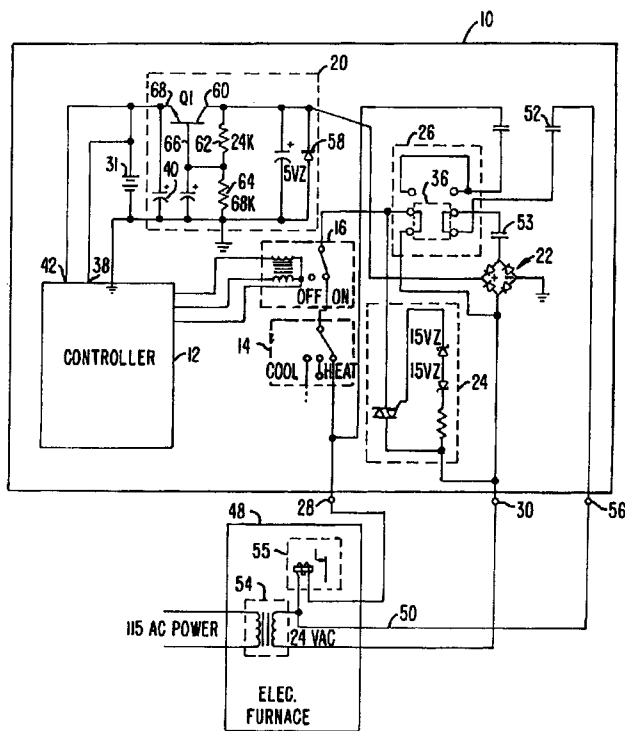 10
20
68 Q1 60
52
26
66 62 24K
58
31
36
40
5VZ
64
68K
53
16
22
42 38
OFF ON
15VZ
14
CONTROLLER
12
15VZ
24
COOL HEAT
28
30
56
48
55
54
50
115 AC POWER
24 VAC
ELEC.
FURNACE